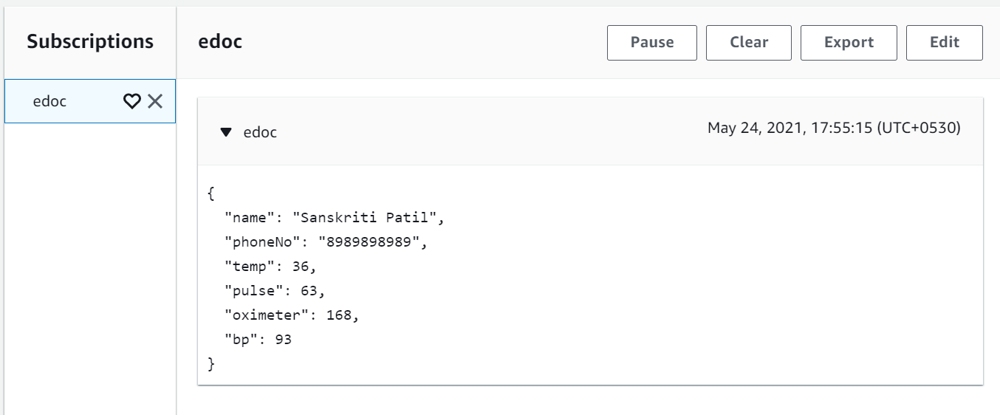 Subscriptions
edoc
Pause
Clear
Export
Edit
edoc
edoc
May 24, 2021, 17:55:15 (UTC+0530)
{
"name": "Sanskriti Patil",
"phoneNo": "8989898989",
"temp": 36,
"pulse": 63,
"oximeter": 168,
"bp": 93
}